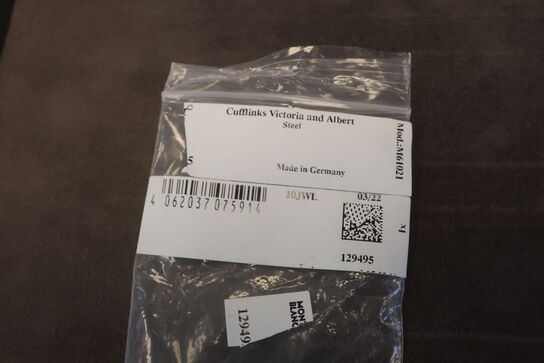 Cufflinks Victoria and Albert
Steel
Mod.:M61021
5
Made in Germany
4 062037 075914
10JWL
03/22
x1
129495
MONT
BLANC
12949